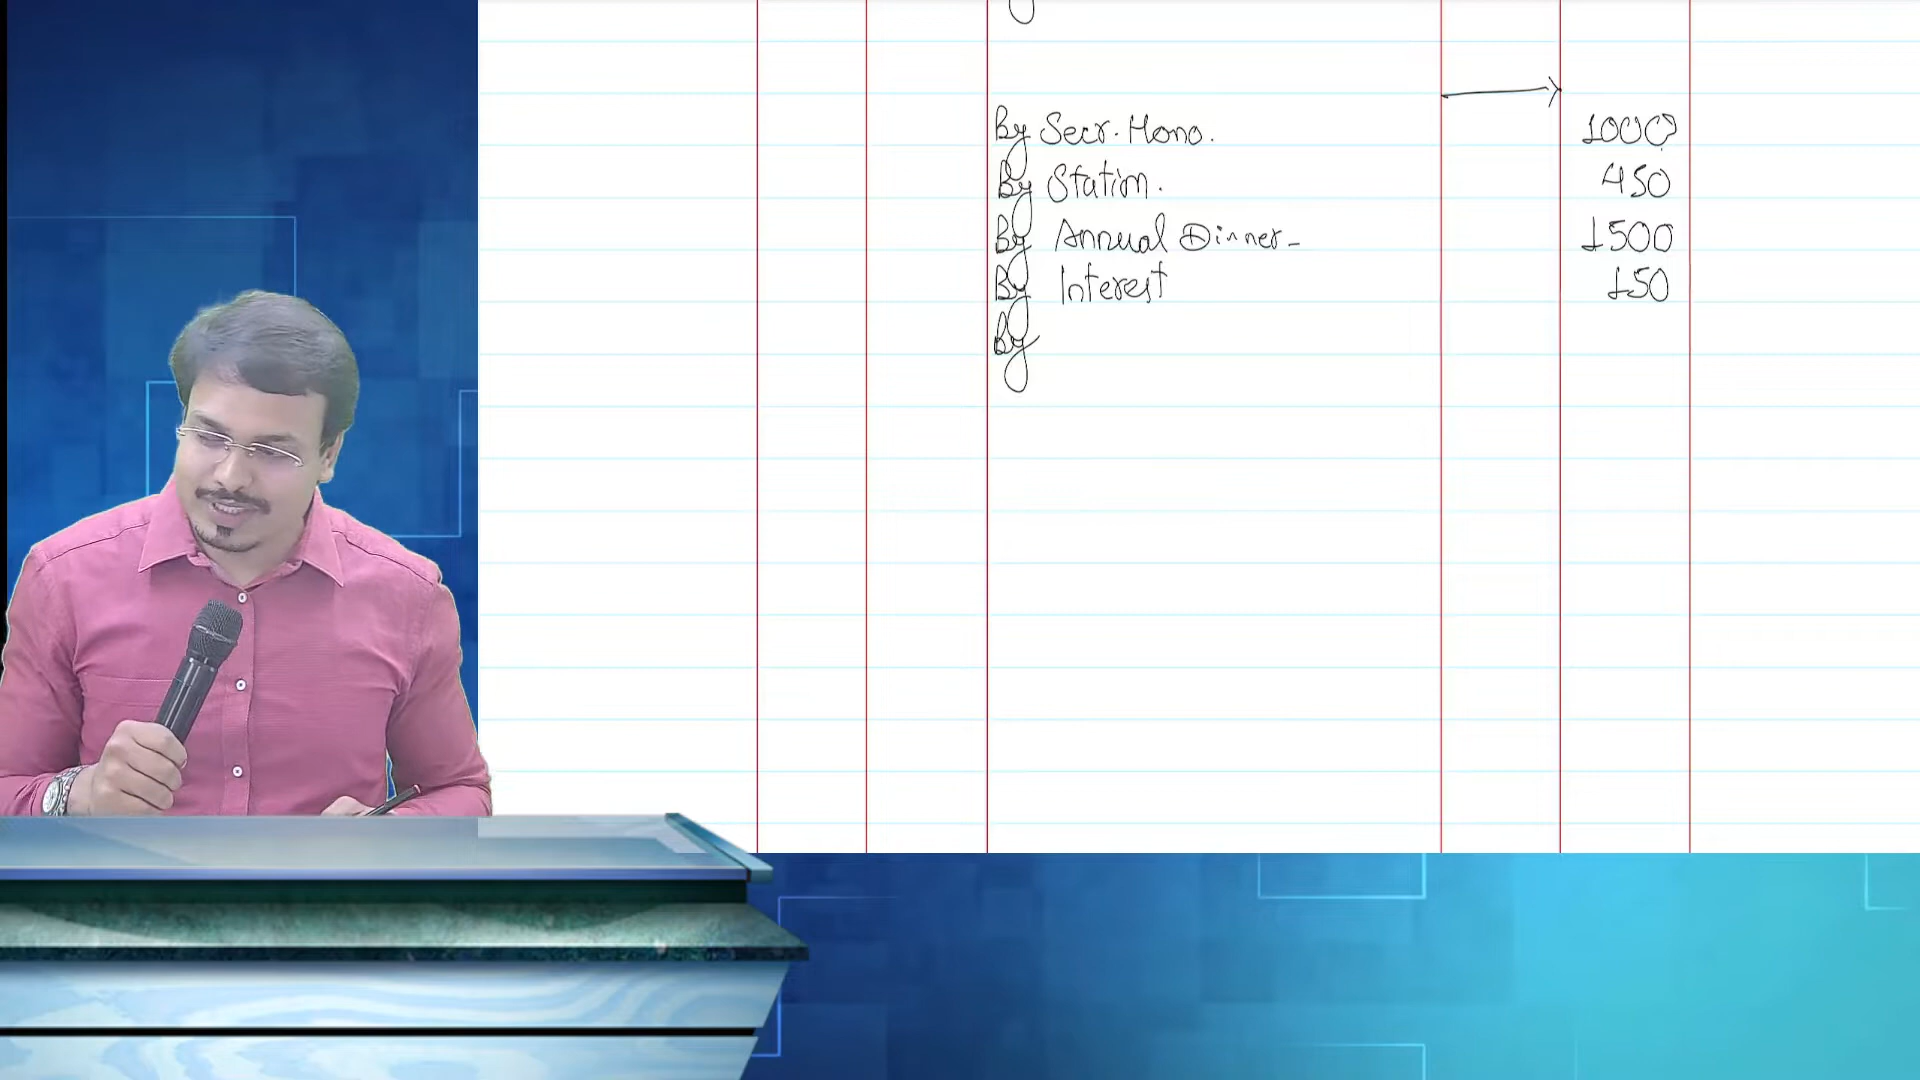 By Secr. Hono. 1000
By Station. 450
By Annual Dinner - 1500
By Interest 150
By